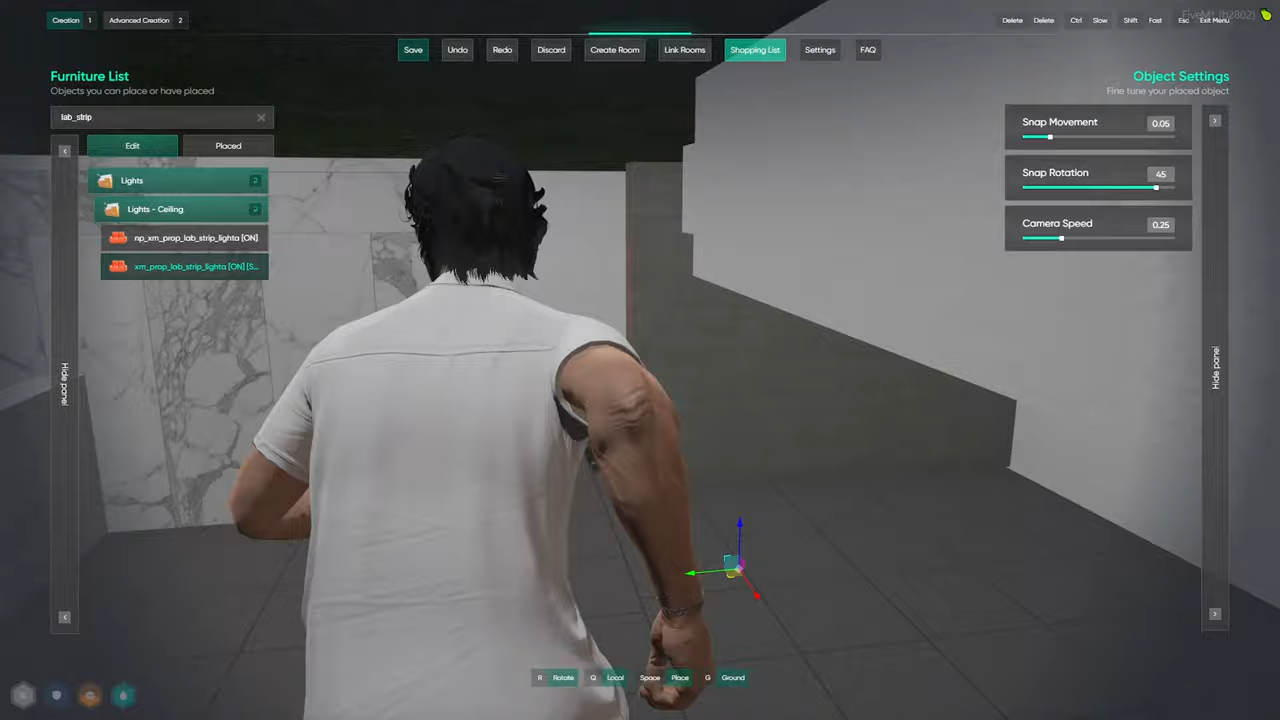 Creation 1 Advanced Creation 2
Delete Delete Ctrl Slow Shift Fast Esc Exit Menu
Save Undo Redo Discard Create Room Link Rooms Shopping List Settings FAQ
Furniture List
Objects you can place or have placed
lab_strip
Edit Placed
Lights
Lights - Ceiling
np_xm_prop_lab_strip_lighta [ON]
xm_prop_lab_strip_lighta [ON] (S...
Hide panel
Object Settings
Fine tune your placed object
Snap Movement 0.05
Snap Rotation 45
Camera Speed 0.25
Hide panel
R Rotate Q Local Space Place G Ground